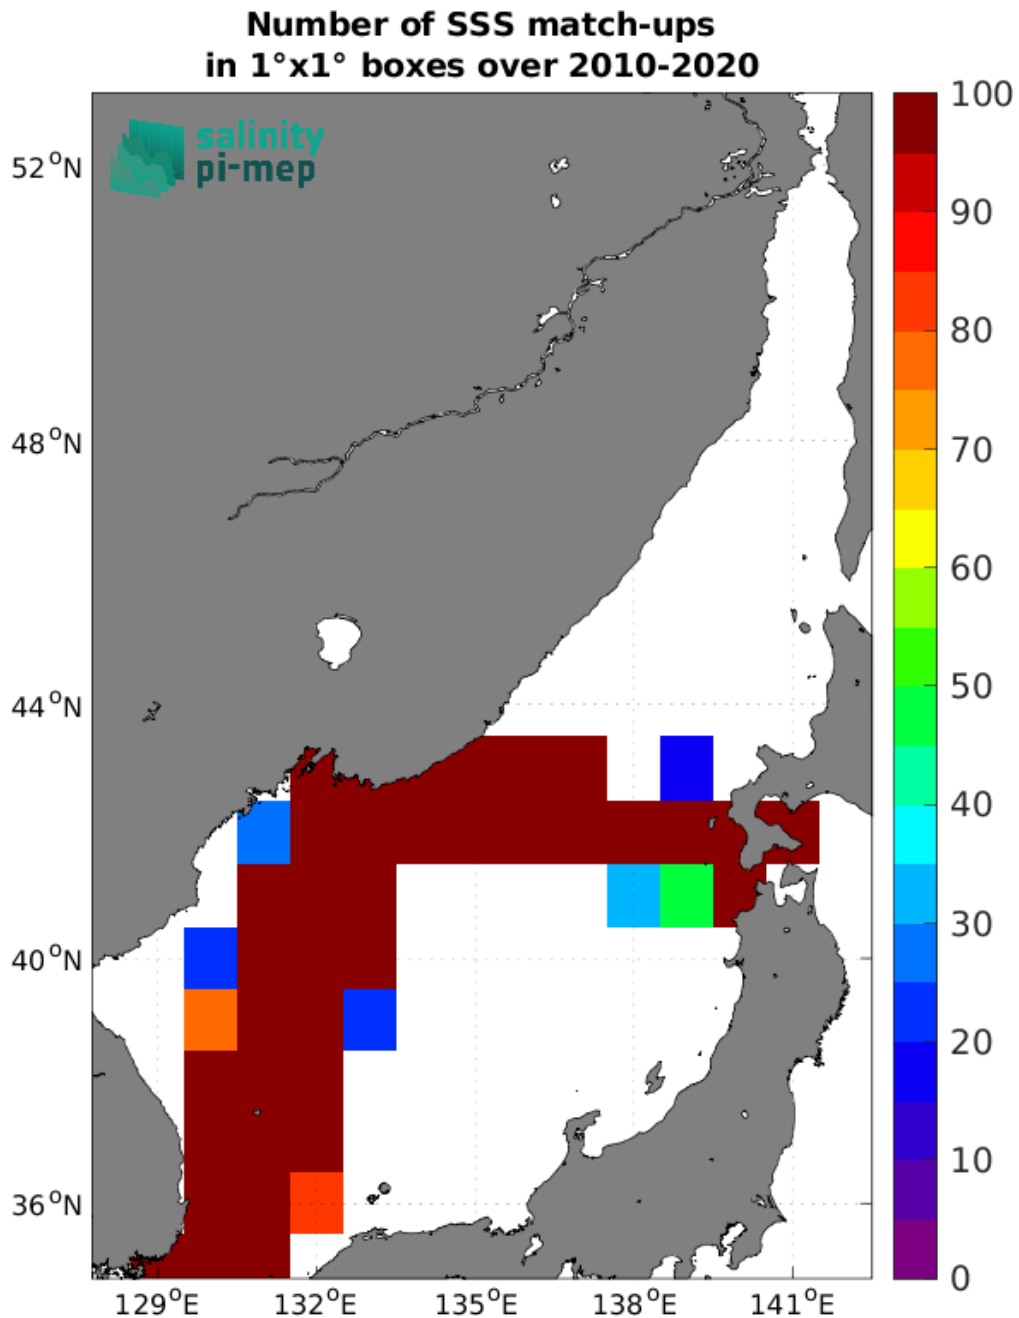 Number of SSS match-ups
in 1°x1° boxes over 2010-2020
salinity
pi-mep
52°N
48°N
44°N
40°N
36°N
129°E
132°E
135°E
138°E
141°E
100
90
80
70
60
50
40
30
20
10
0